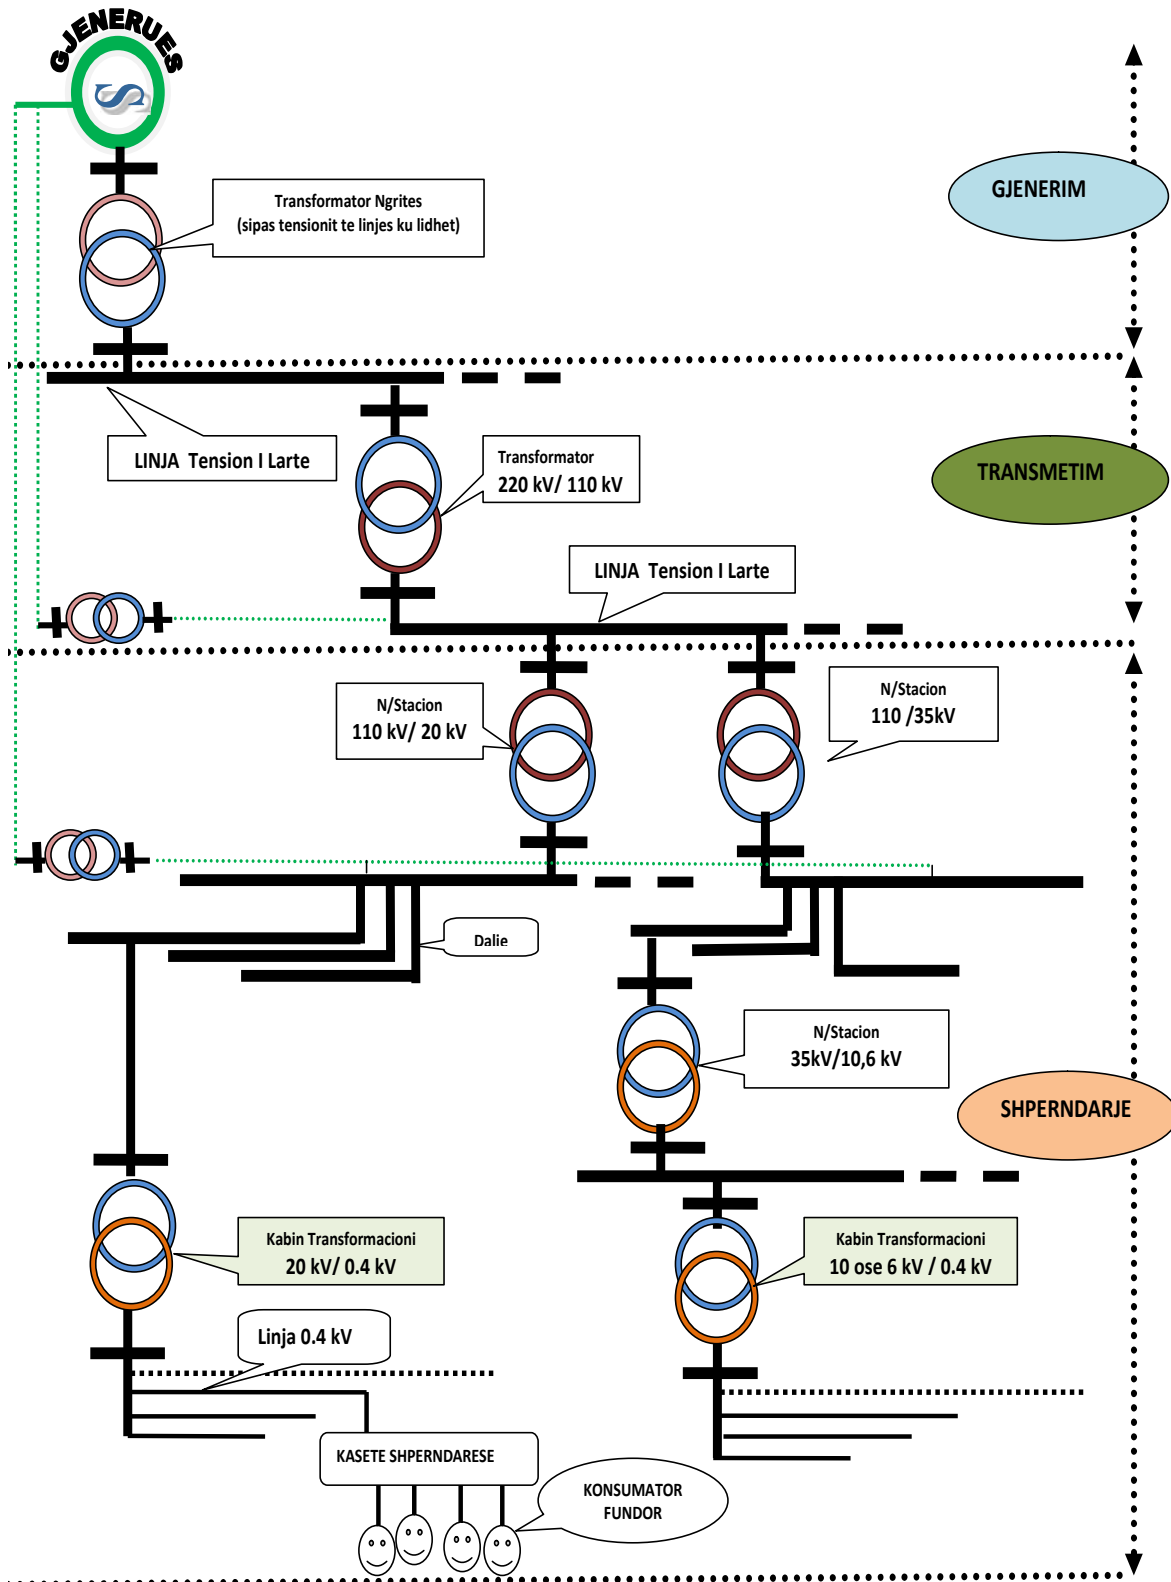 GJENERUES
S
Transformator Ngrites
(sipas tensionit te linjes ku lidhet)
GJENERIM
LINJA Tension I Larte
Transformator
220 kV/ 110 kV
TRANSMETIM
LINJA Tension I Larte
N/Stacion
110 kV/ 20 kV
N/Stacion
110 /35kV
Dalie
N/Stacion
35kV/10,6 kV
SHPERNDARJE
Kabin Transformacioni
20 kV/ 0.4 kV
Kabin Transformacioni
10 ose 6 kV / 0.4 kV
Linja 0.4 kV
KASETE SHPERNDARESE
KONSUMATOR
FUNDOR